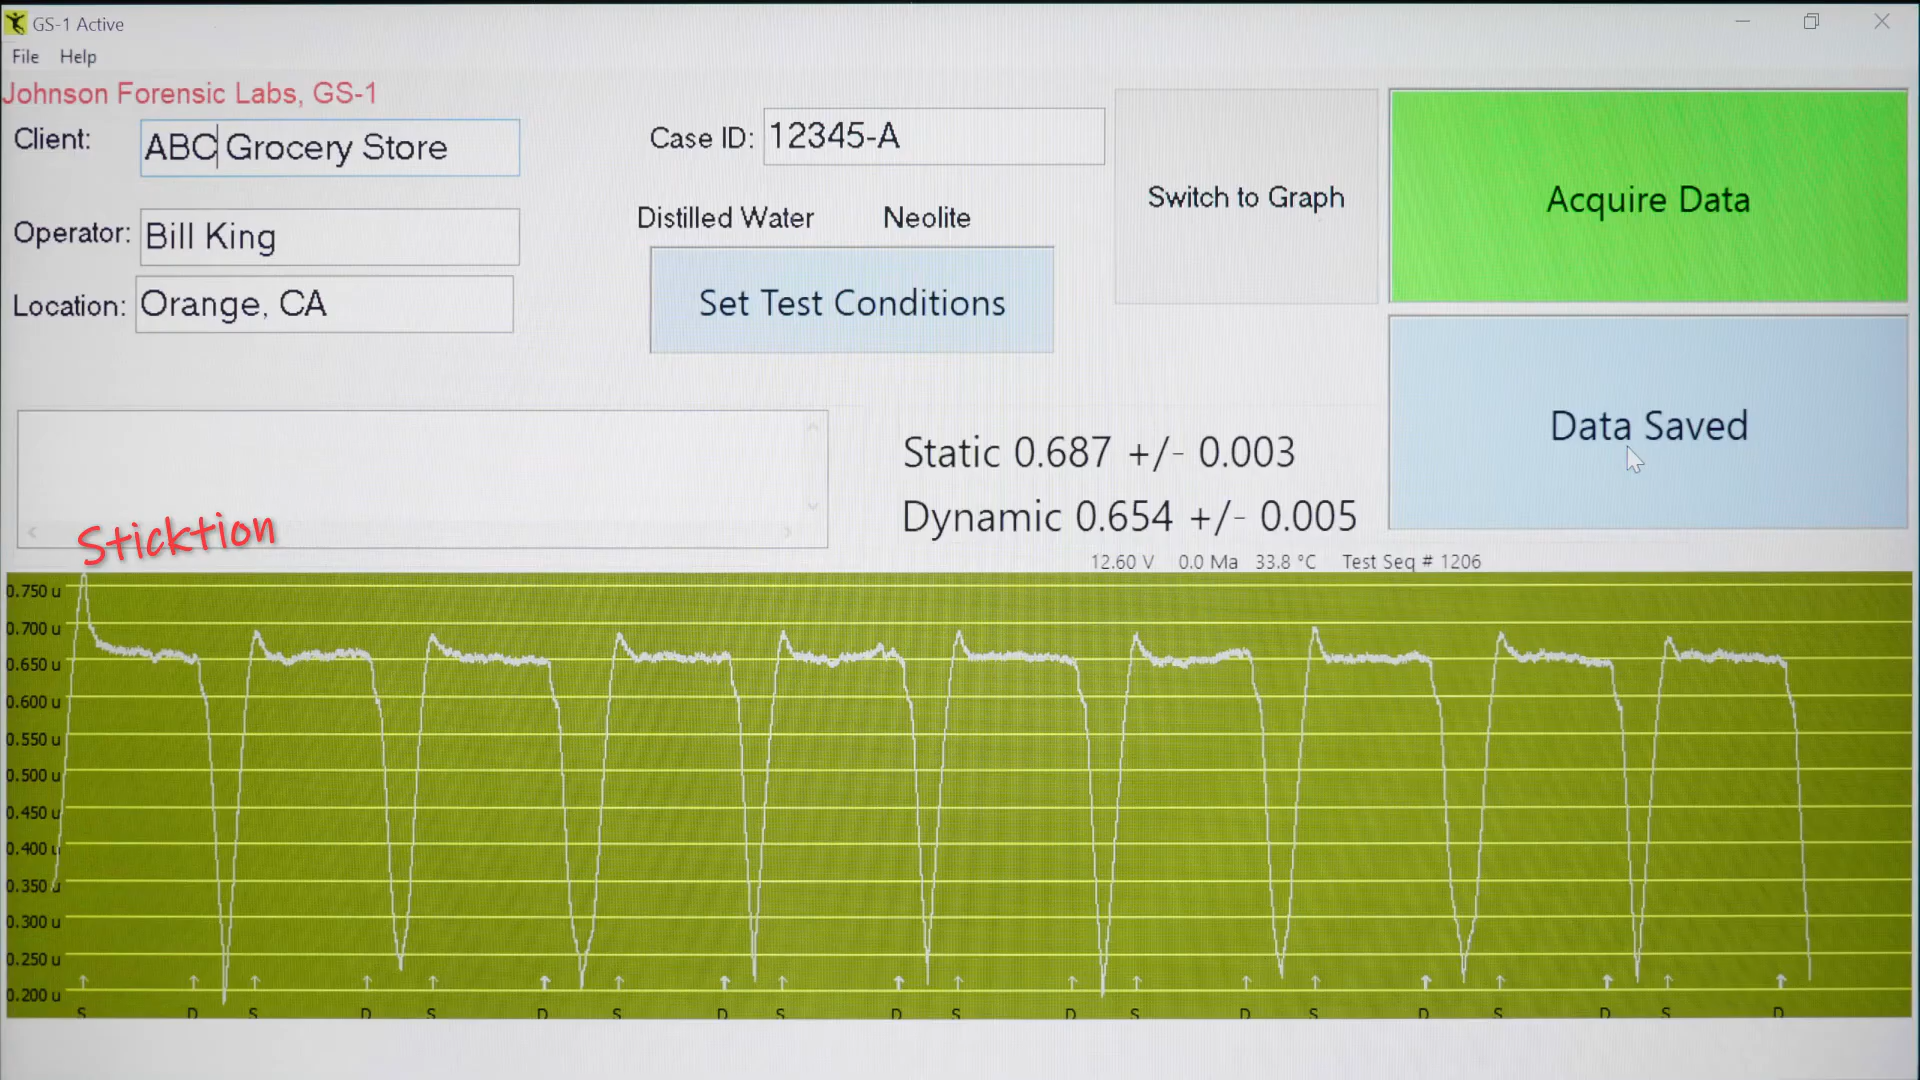 GS-1 Active
File Help
Johnson Forensic Labs, GS-1
Client: ABC Grocery Store
Case ID: 12345-A
Switch to Graph
Acquire Data
Operator: Bill King
Distilled Water Neolite
Location: Orange, CA
Set Test Conditions
Data Saved
Static 0.687 +/- 0.003
Dynamic 0.654 +/- 0.005
Sticktion
12.60 V 0.0 Ma 33.8 °C Test Seq # 1206
0.750 u
0.700 u
0.650 u
0.600 u
0.550 u
0.500 u
0.450 u
0.400 u
0.350 u
0.300 u
0.250 u
0.200 u
S D S D S D S D S D S D S D S D S D S D